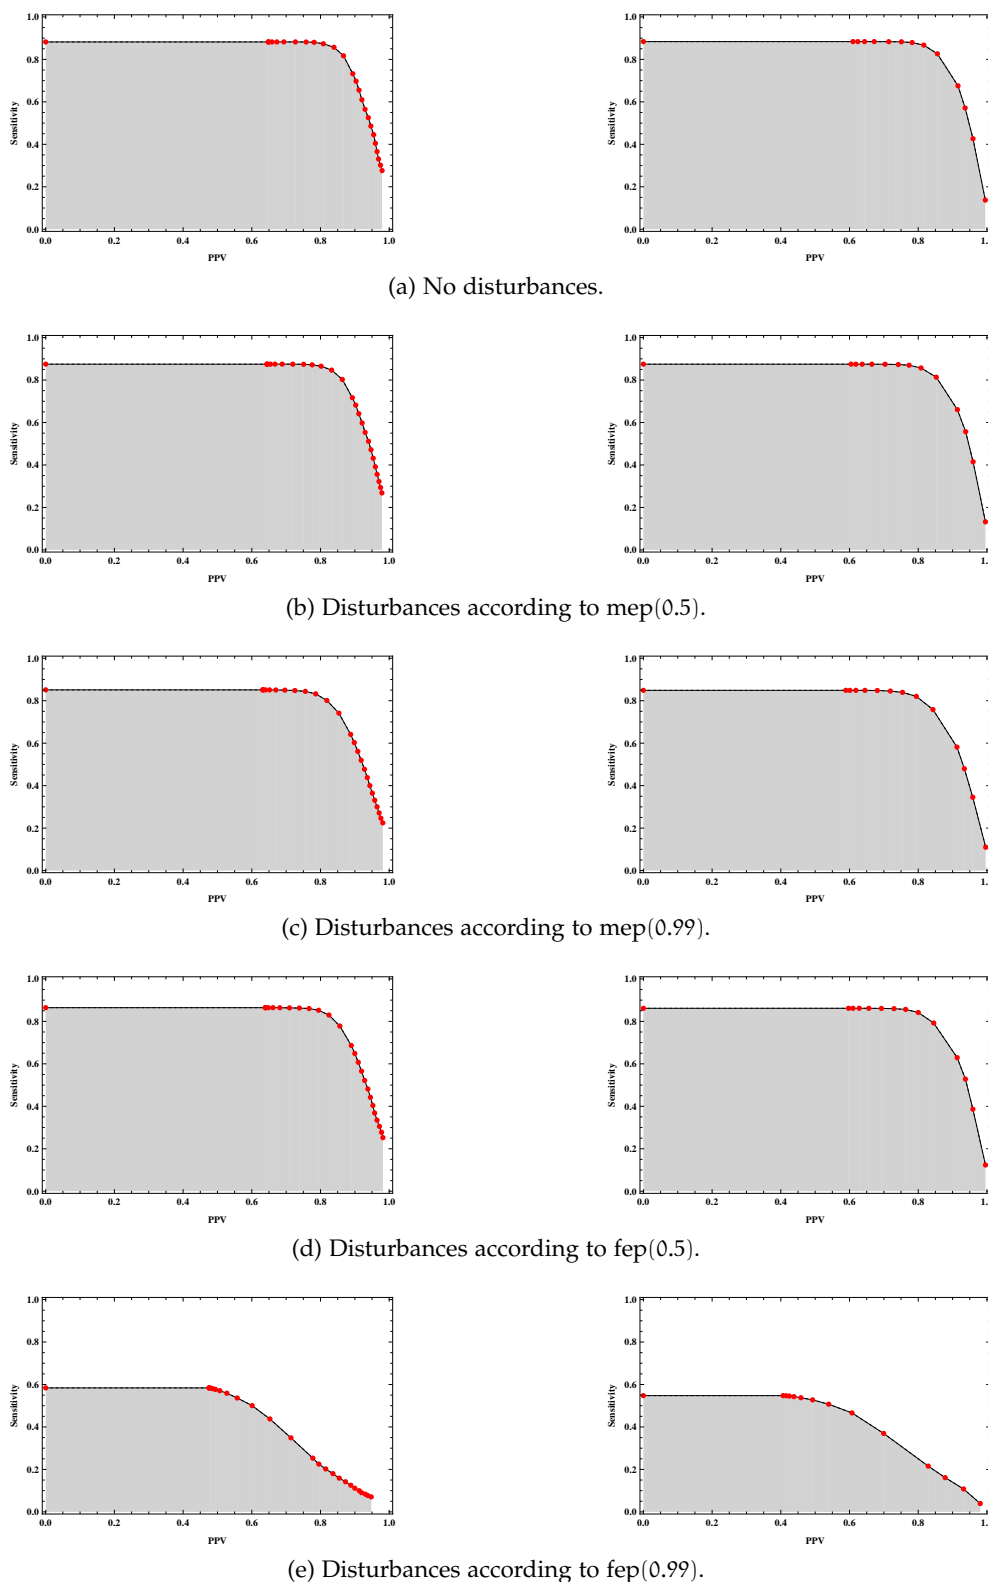 1.0
0.8
0.6
0.4
0.2
0.0
Sensitivity
0.0 0.2 0.4 0.6 0.8 1.0
PPV
1.0
0.8
0.6
0.4
0.2
0.0
Sensitivity
0.0 0.2 0.4 0.6 0.8 1.
PPV
(a) No disturbances.
1.0
0.8
0.6
0.4
0.2
0.0
Sensitivity
0.0 0.2 0.4 0.6 0.8 1.0
PPV
1.0
0.8
0.6
0.4
0.2
0.0
Sensitivity
0.0 0.2 0.4 0.6 0.8 1.
PPV
(b) Disturbances according to mep(0.5).
1.0
0.8
0.6
0.4
0.2
0.0
Sensitivity
0.0 0.2 0.4 0.6 0.8 1.0
PPV
1.0
0.8
0.6
0.4
0.2
0.0
Sensitivity
0.0 0.2 0.4 0.6 0.8 1.
PPV
(c) Disturbances according to mep(0.99).
1.0
0.8
0.6
0.4
0.2
0.0
Sensitivity
0.0 0.2 0.4 0.6 0.8 1.0
PPV
1.0
0.8
0.6
0.4
0.2
0.0
Sensitivity
0.0 0.2 0.4 0.6 0.8 1.
PPV
(d) Disturbances according to fep(0.5).
1.0
0.8
0.6
0.4
0.2
0.0
Sensitivity
0.0 0.2 0.4 0.6 0.8 1.0
PPV
1.0
0.8
0.6
0.4
0.2
0.0
Sensitivity
0.0 0.2 0.4 0.6 0.8 1.
PPV
(e) Disturbances according to fep(0.99).